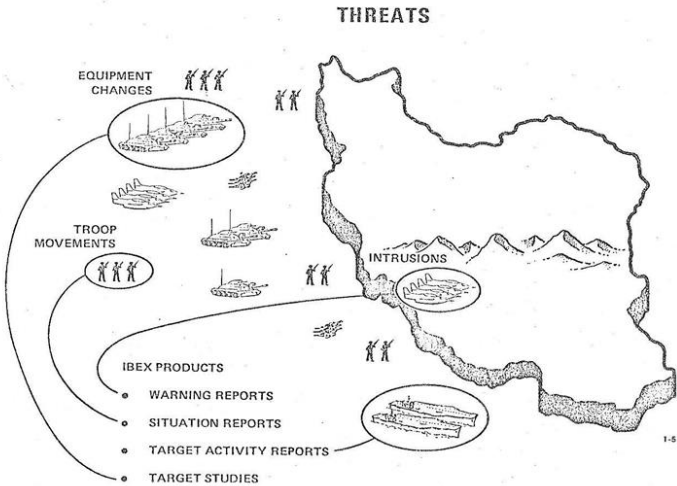 THREATS
EQUIPMENT
CHANGES
TROOP
MOVEMENTS
INTRUSIONS
IBEX PRODUCTS
• WARNING REPORTS
• SITUATION REPORTS
• TARGET ACTIVITY REPORTS
• TARGET STUDIES
1-5